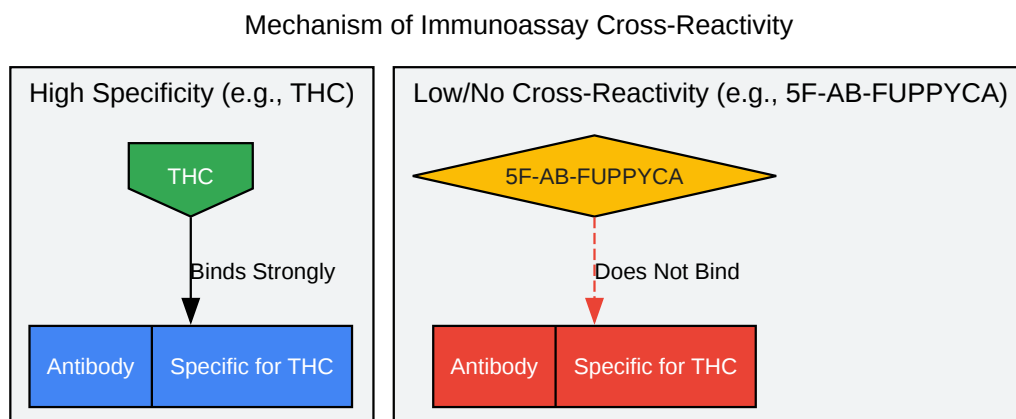 Mechanism of Immunoassay Cross-Reactivity
High Specificity (e.g., THC)
THC
Binds Strongly
Antibody
Specific for THC
Low/No Cross-Reactivity (e.g., 5F-AB-FUPPYCA)
5F-AB-FUPPYCA
Does Not Bind
Antibody
Specific for THC